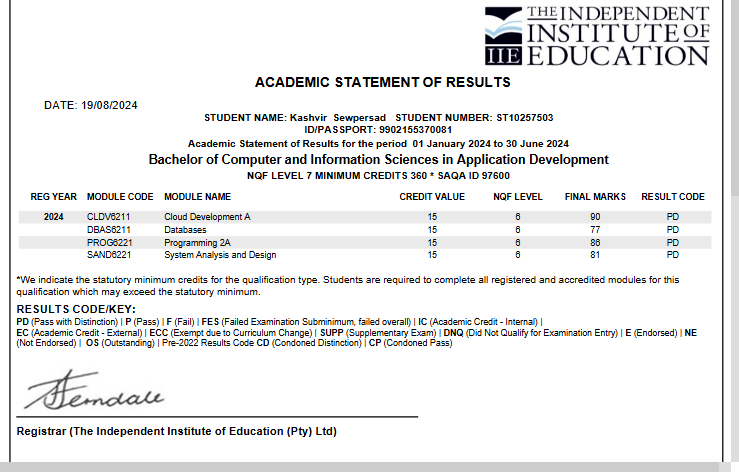 THE INDEPENDENT
INSTITUTE OF
IIE EDUCATION
ACADEMIC STATEMENT OF RESULTS
DATE: 19/08/2024
STUDENT NAME: Kashvir Sewpersad STUDENT NUMBER: ST10257503
ID/PASSPORT: 9902155370081
Academic Statement of Results for the period 01 January 2024 to 30 June 2024
Bachelor of Computer and Information Sciences in Application Development
NQF LEVEL 7 MINIMUM CREDITS 360 * SAQA ID 97600
REG YEAR MODULE CODE MODULE NAME CREDIT VALUE NQF LEVEL FINAL MARKS RESULT CODE
2024 CLDV6211 Cloud Development A 15 6 90 PD
DBAS6211 Databases 15 6 77 PD
PROG6221 Programming 2A 15 6 86 PD
SAND6221 System Analysis and Design 15 6 81 PD
*We indicate the statutory minimum credits for the qualification type. Students are required to complete all registered and accredited modules for this
qualification which may exceed the statutory minimum.
RESULTS CODE/KEY:
PD (Pass with Distinction) | P (Pass) | F (Fail) | FES (Failed Examination Subminimum, failed overall) | IC (Academic Credit - Internal) |
EC (Academic Credit - External) | ECC (Exempt due to Curriculum Change) | SUPP (Supplementary Exam) | DNQ (Did Not Qualify for Examination Entry) | E (Endorsed) | NE
(Not Endorsed) | OS (Outstanding) | Pre-2022 Results Code CD (Condoned Distinction) | CP (Condoned Pass)
Registrar (The Independent Institute of Education (Pty) Ltd)